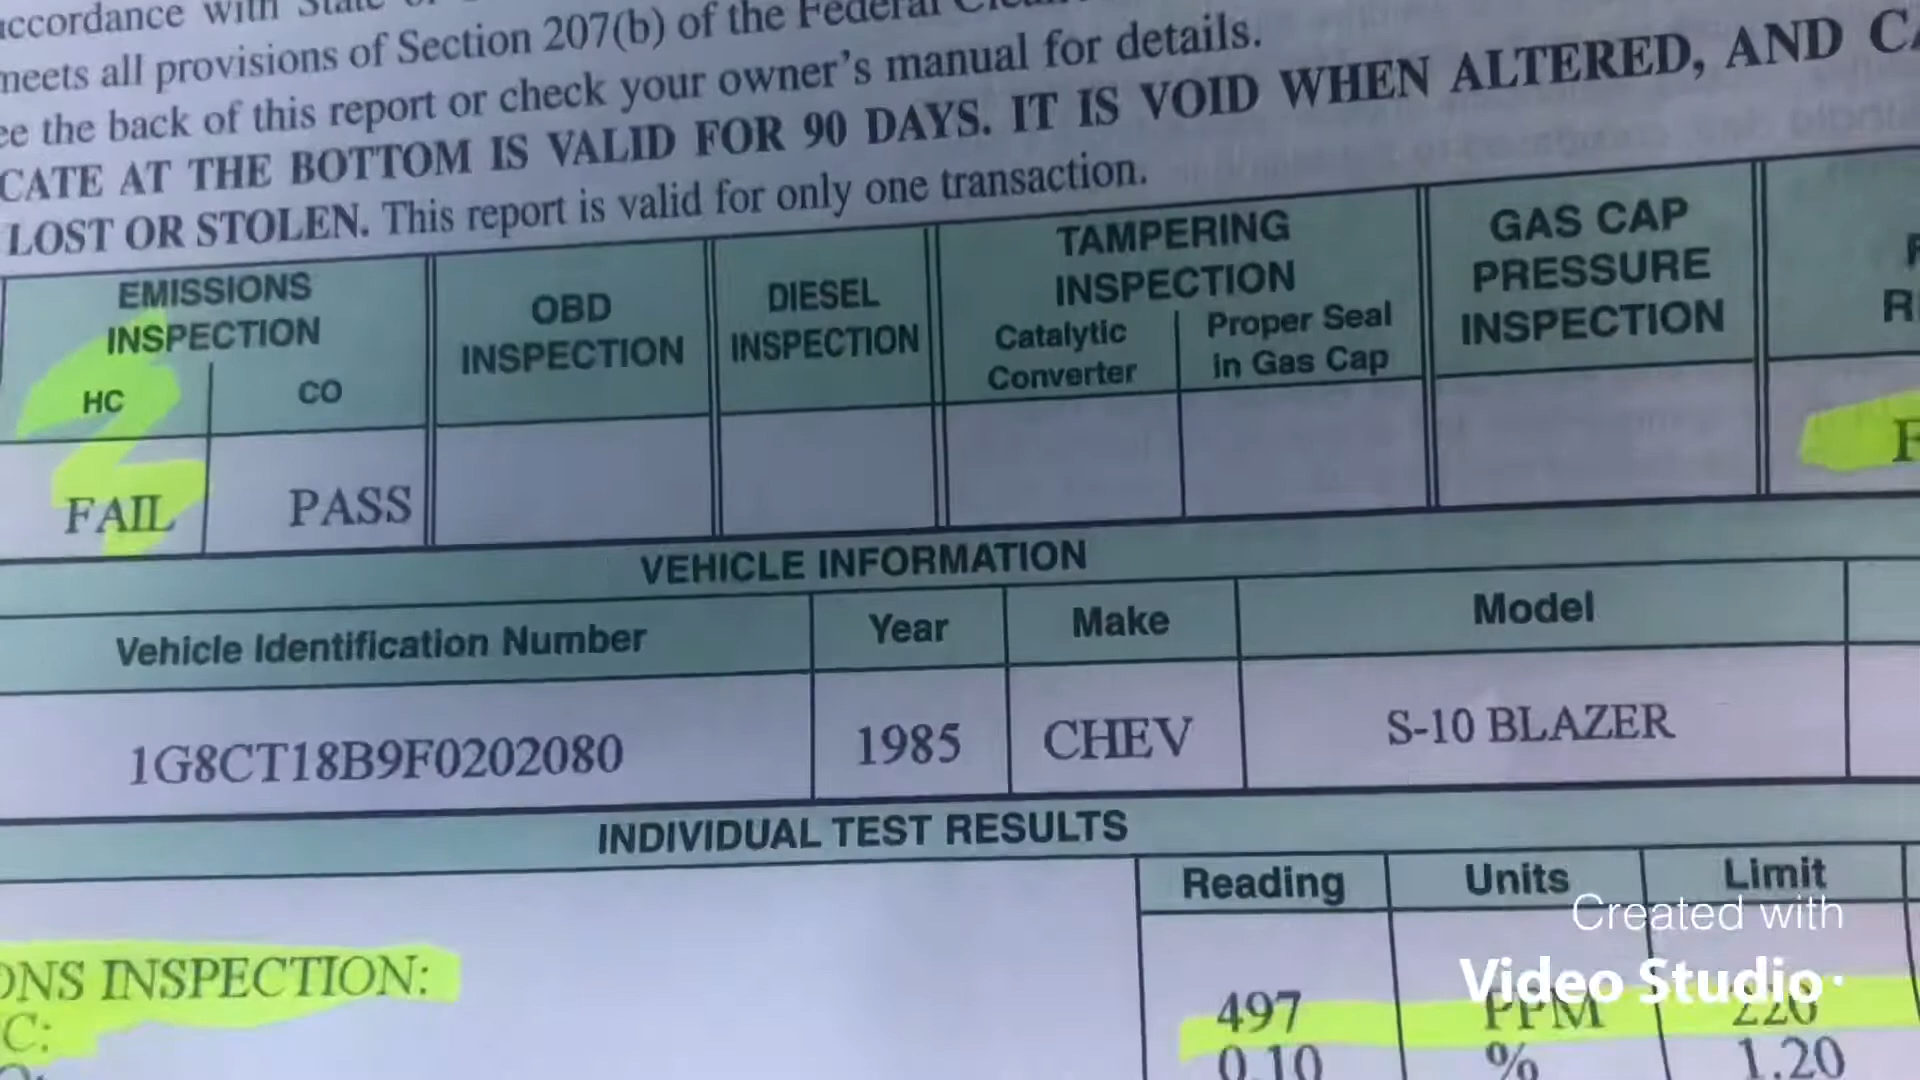 accordance with State
meets all provisions of Section 207(b) of the Federal
ee the back of this report or check your owner's manual for details.
CATE AT THE BOTTOM IS VALID FOR 90 DAYS. IT IS VOID WHEN ALTERED, AND
LOST OR STOLEN. This report is valid for only one transaction.
EMISSIONS
INSPECTION
HC CO
OBD
INSPECTION
DIESEL
INSPECTION
TAMPERING
INSPECTION
Catalytic
Converter
Proper Seal
in Gas Cap
GAS CAP
PRESSURE
INSPECTION
FAIL PASS
VEHICLE INFORMATION
Vehicle Identification Number Year Make Model
1G8CT18B9F0202080 1985 CHEV S-10 BLAZER
INDIVIDUAL TEST RESULTS
Reading Units Limit
ONS INSPECTION:
C: 497 PPM 220
0.10 % 1.20
Created with
Video Studio